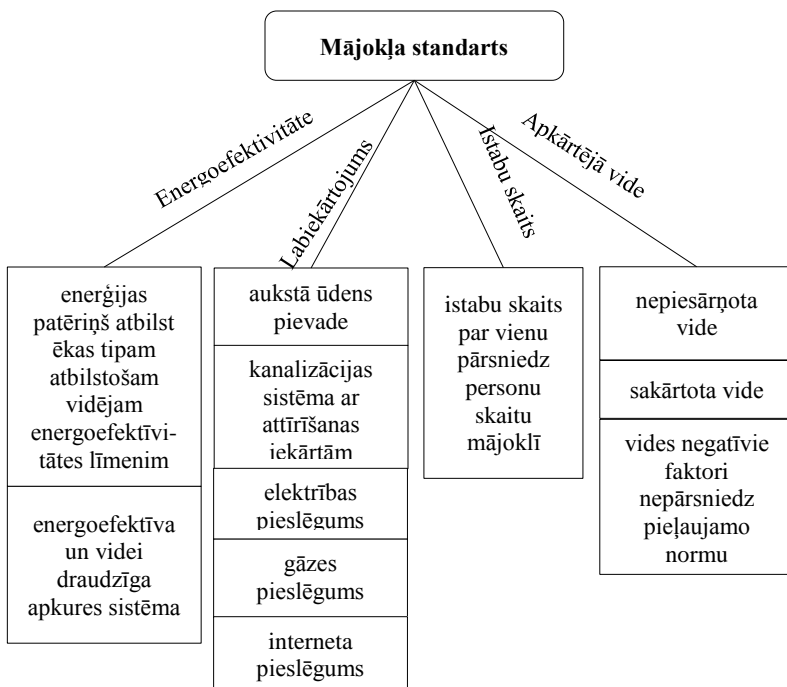 Mājokļa standarts
Energoefektivitāte
Labiekārtojums
Istabu skaits
Apkārtējā vide
enerģijas
patēriņš atbilst
ēkas tipam
atbilstošam
vidējam
energoefektīvi-
tātes līmenim
energoefektīva
un videi
draudzīga
apkures sistēma
aukstā ūdens
pievade
kanalizācijas
sistēma ar
attīrīšanas
iekārtām
elektrības
pieslēgums
gāzes
pieslēgums
interneta
pieslēgums
istabu skaits
par vienu
pārsniedz
personu
skaitu
mājoklī
nepiesārņota
vide
sakārtota vide
vides negatīvie
faktori
nepārsniedz
pieļaujamo
normu